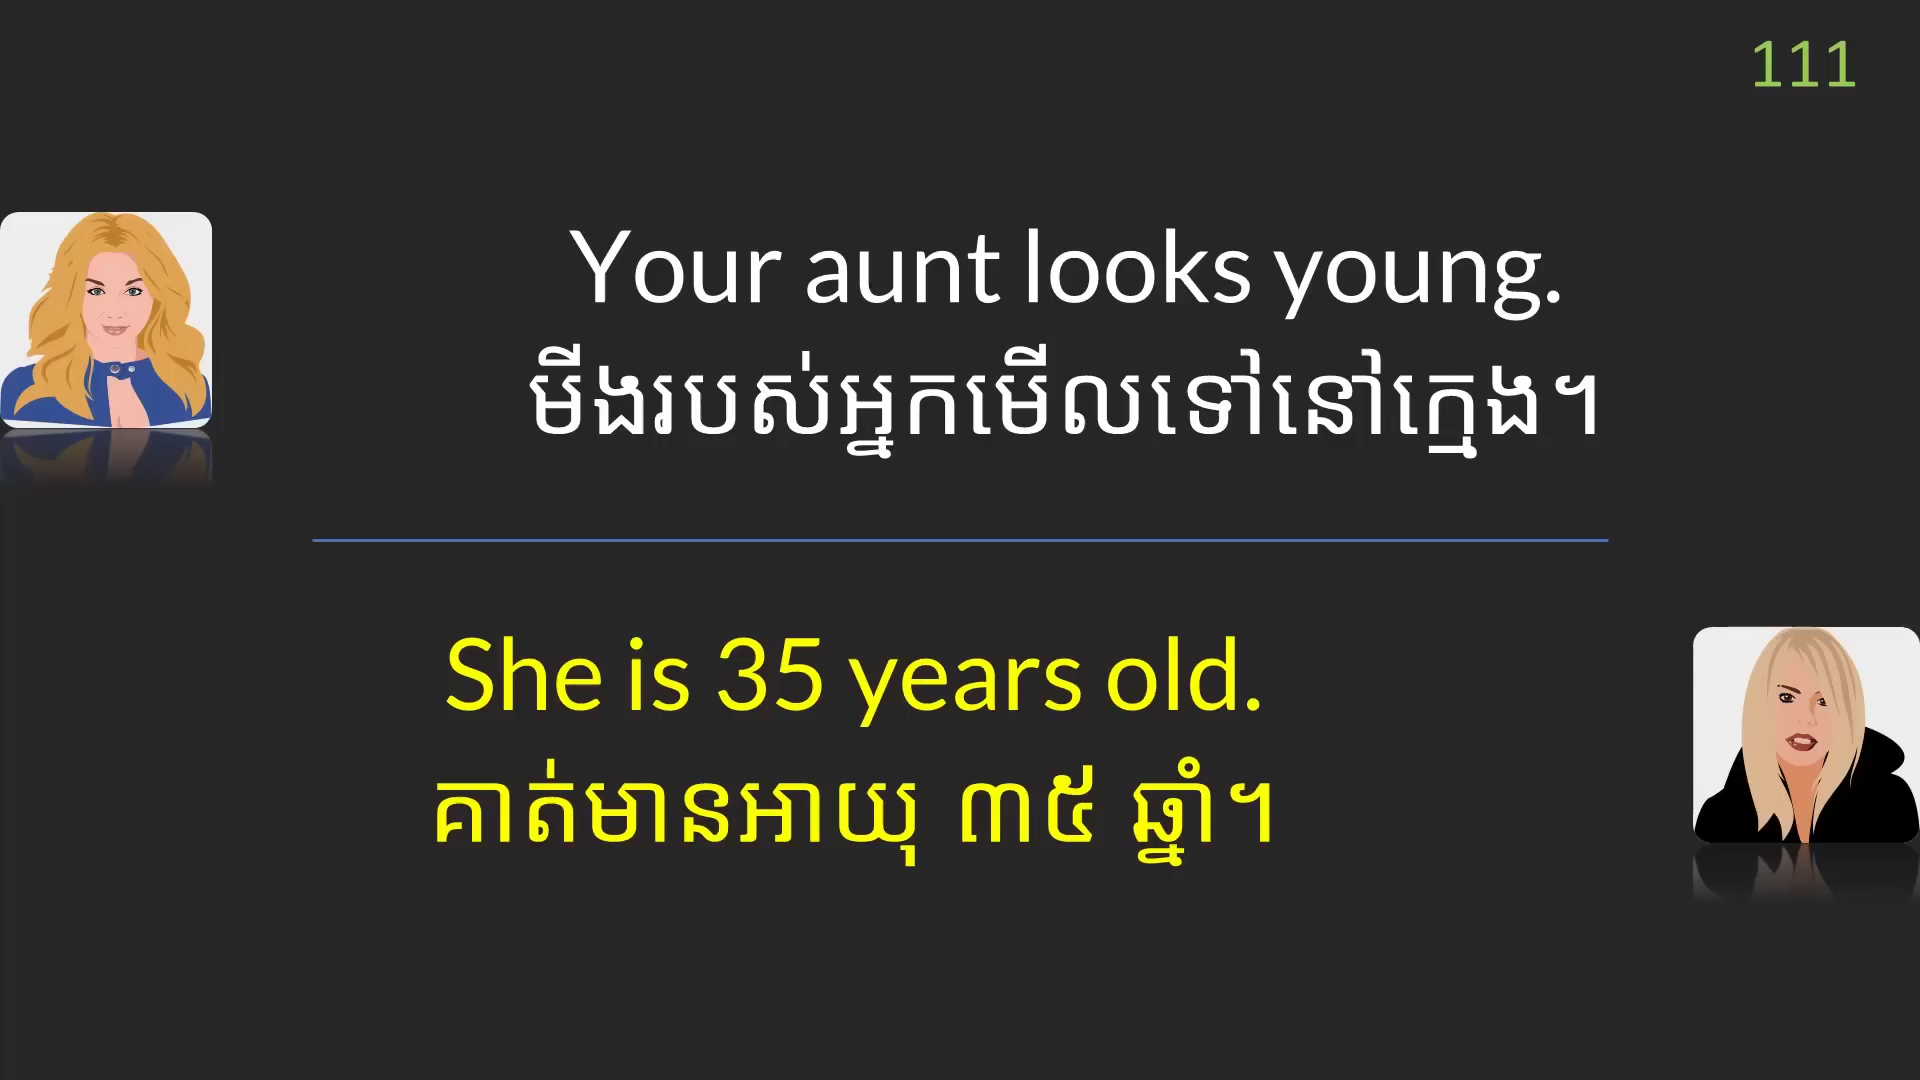 111
Your aunt looks young.
មីងរបស់អ្នកមើលទៅនៅក្មេង។
She is 35 years old.
គាត់មានអាយុ ៣៥ ឆ្នាំ។